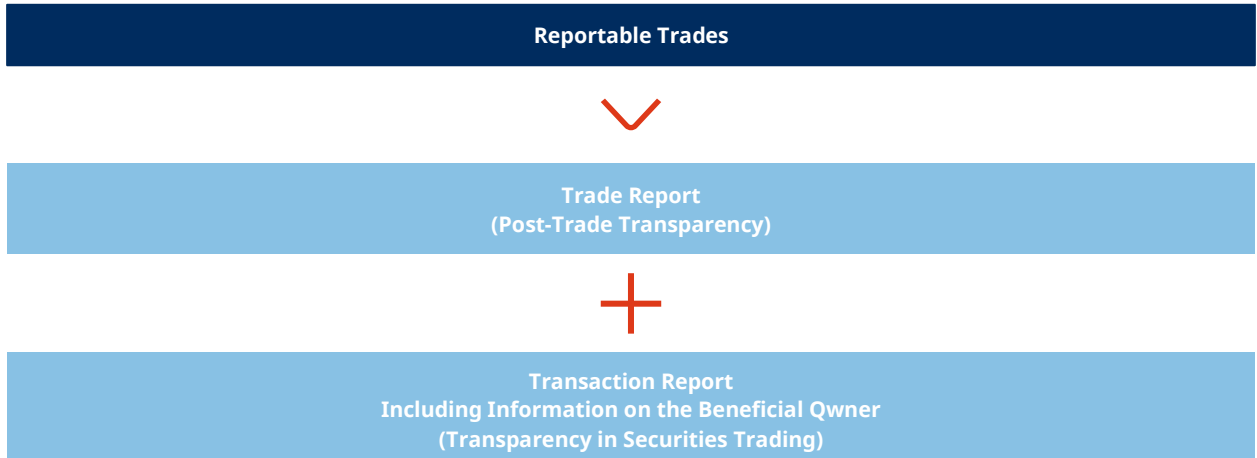 Reportable Trades
Trade Report
(Post-Trade Transparency)
Transaction Report
Including Information on the Beneficial Qwner
(Transparency in Securities Trading)